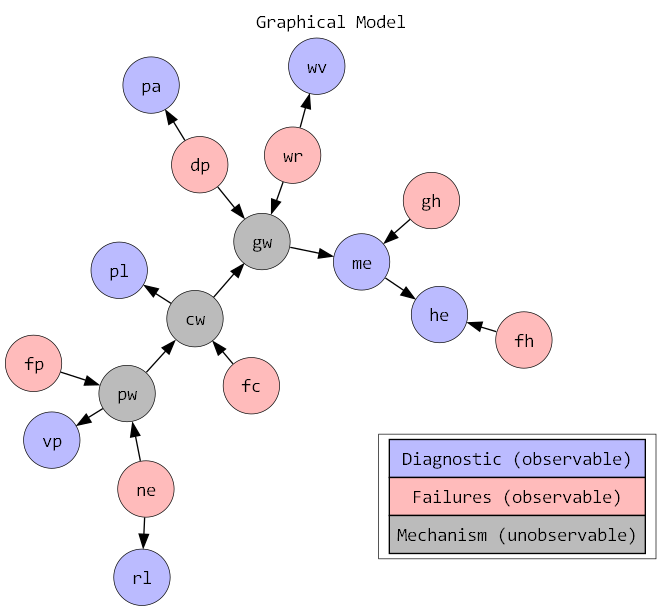 Graphical Model
wv
pa
wr
dp
gh
gw
me
pl
he
cw
fh
fp
fc
pw
vp
ne
rl
Diagnostic (observable)
Failures (observable)
Mechanism (unobservable)